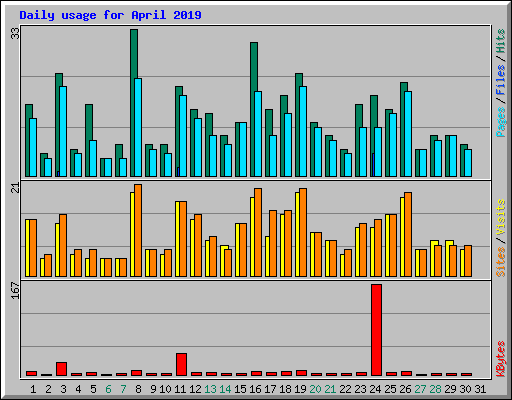 Daily usage for April 2019
33
21
167
Pages / Files / Hits
Sites / Visits
KBytes
1 2 3 4 5 6 7 8 9 10 11 12 13 14 15 16 17 18 19 20 21 22 23 24 25 26 27 28 29 30 31